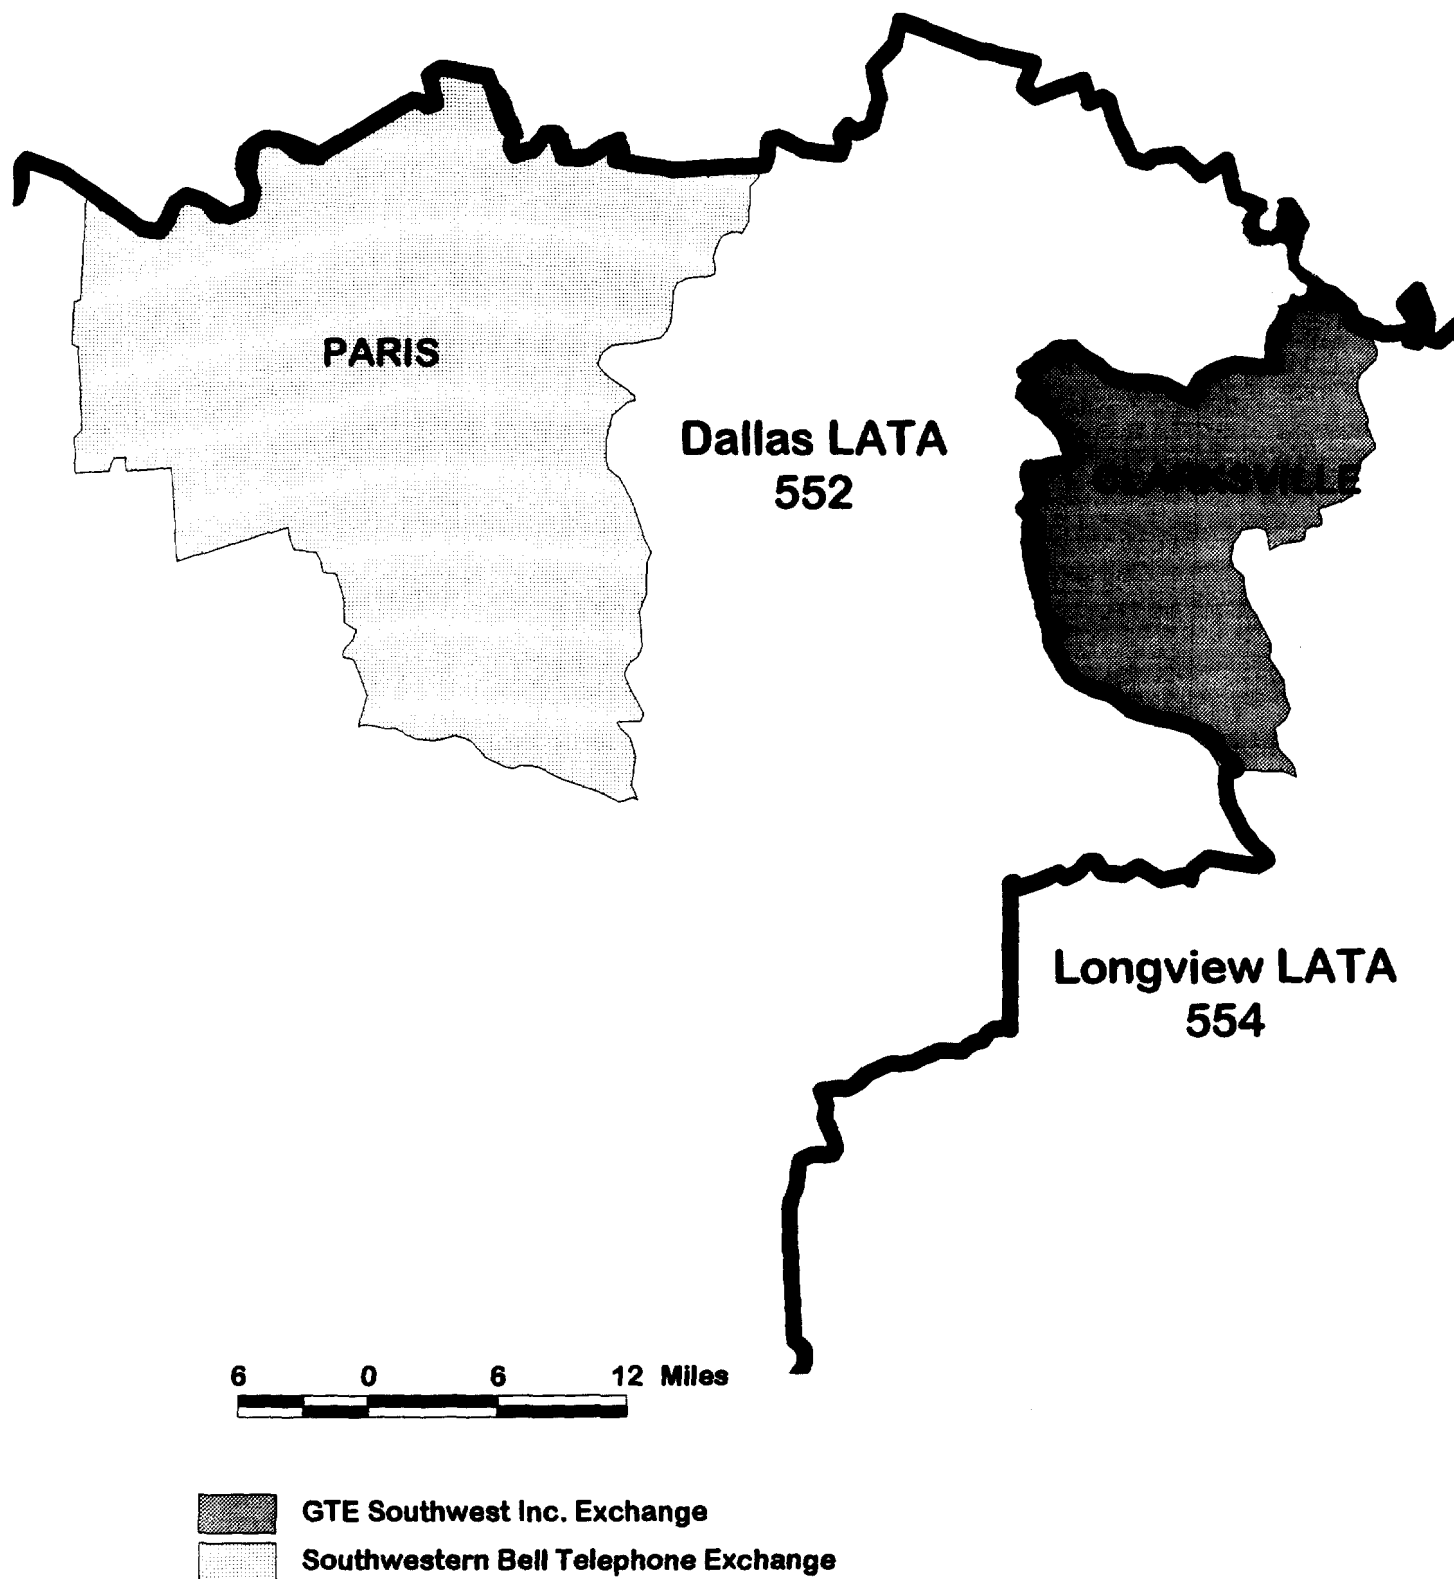 PARIS
Dallas LATA
552
CLARKSVILLE
Longview LATA
554
6 0 6 12 Miles
GTE Southwest Inc. Exchange
Southwestern Bell Telephone Exchange